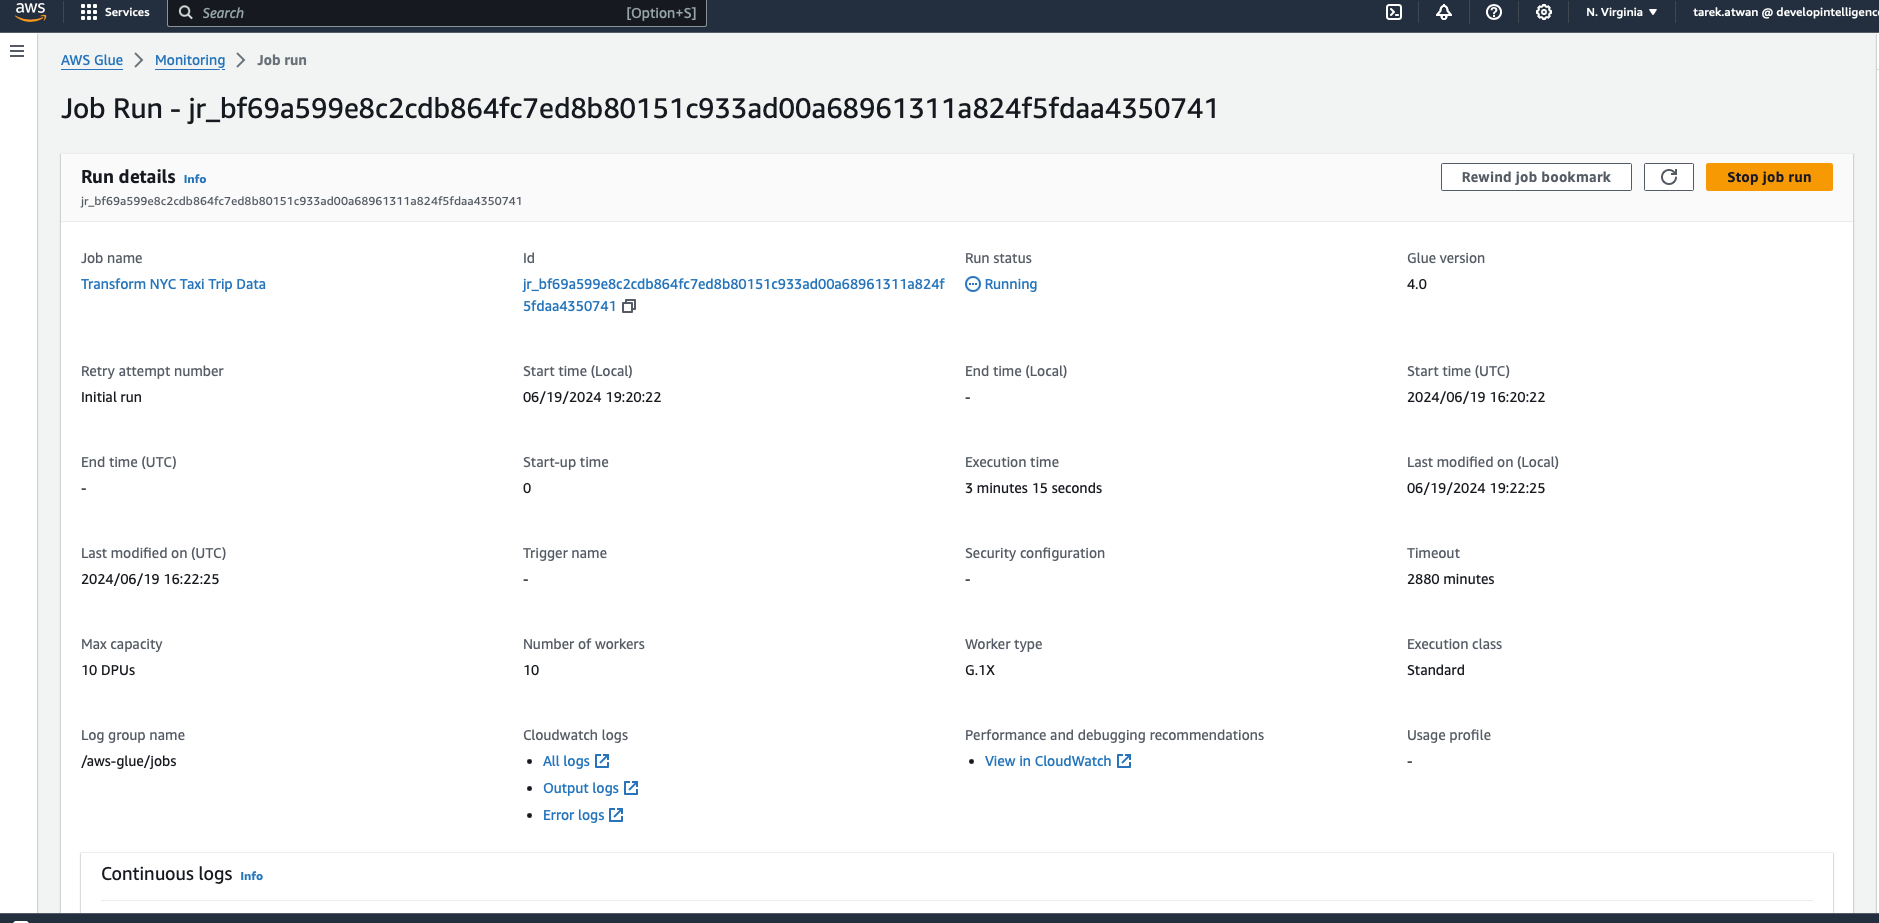 aws
Services
Search
[Option+S]
N. Virginia
tarek.atwan @ developintelligence
AWS Glue
Monitoring
Job run
Job Run - jr_bf69a599e8c2cdb864fc7ed8b80151c933ad00a68961311a824f5fdaa4350741
Run details Info
jr_bf69a599e8c2cdb864fc7ed8b80151c933ad00a68961311a824f5fdaa4350741
Rewind job bookmark
Stop job run
Job name
Transform NYC Taxi Trip Data
Id
jr_bf69a599e8c2cdb864fc7ed8b80151c933ad00a68961311a824f
5fdaa4350741
Run status
Running
Glue version
4.0
Retry attempt number
Initial run
Start time (Local)
06/19/2024 19:20:22
End time (Local)
-
Start time (UTC)
2024/06/19 16:20:22
End time (UTC)
-
Start-up time
0
Execution time
3 minutes 15 seconds
Last modified on (Local)
06/19/2024 19:22:25
Last modified on (UTC)
2024/06/19 16:22:25
Trigger name
-
Security configuration
-
Timeout
2880 minutes
Max capacity
10 DPUs
Number of workers
10
Worker type
G.1X
Execution class
Standard
Log group name
/aws-glue/jobs
Cloudwatch logs
All logs
Output logs
Error logs
Performance and debugging recommendations
View in CloudWatch
Usage profile
-
Continuous logs Info